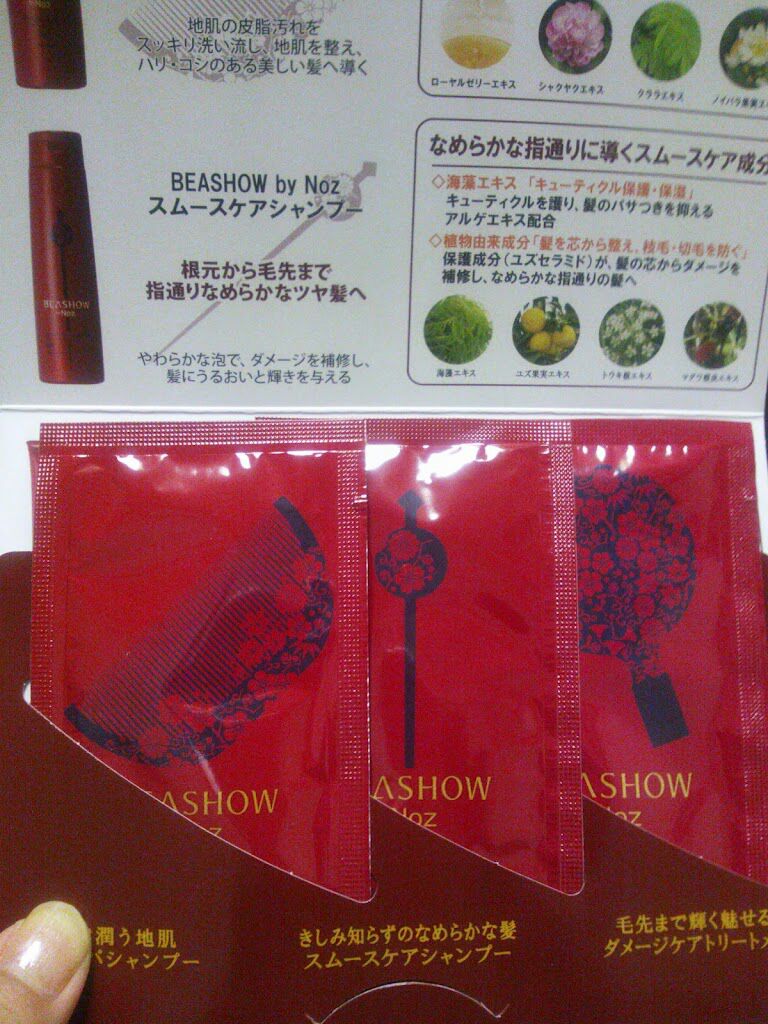 Noz
地肌の皮脂汚れを
スッキリ洗い流し、地肌を整え、
ハリ・コシのある美しい髪へ導く
ローヤルゼリーエキス
シャクヤクエキス
クララエキス
ノイバラ果実エキ
BEASHOW
by Noz
BEASHOW by Noz
スムースケアシャンプー
根元から毛先まで
指通りなめらかなツヤ髪へ
やわらかな泡で、ダメージを補修し、
髪にうるおいと輝きを与える
なめらかな指通りに導くスムースケア成分
◇海藻エキス「キューティクル保護・保湿」
キューティクルを護り、髪のパサつきを抑える
アルゲエキス配合
◇植物由来成分「髪を芯から整え、枝毛・切毛を防ぐ」
保護成分(ユズセラミド)が、髪の芯からダメージを
補修し、なめらかな指通りの髪へ
海藻エキス
ユズ果実エキス
トウキ根エキス
マグワ根皮エキス
EASHOW
EASHOW
Noz
EASHOW
Noz
潤う地肌
パシャンプー
きしみ知らずのなめらかな髪
スムースケアシャンプー
毛先まで輝く魅せる
ダメージケアトリートメ